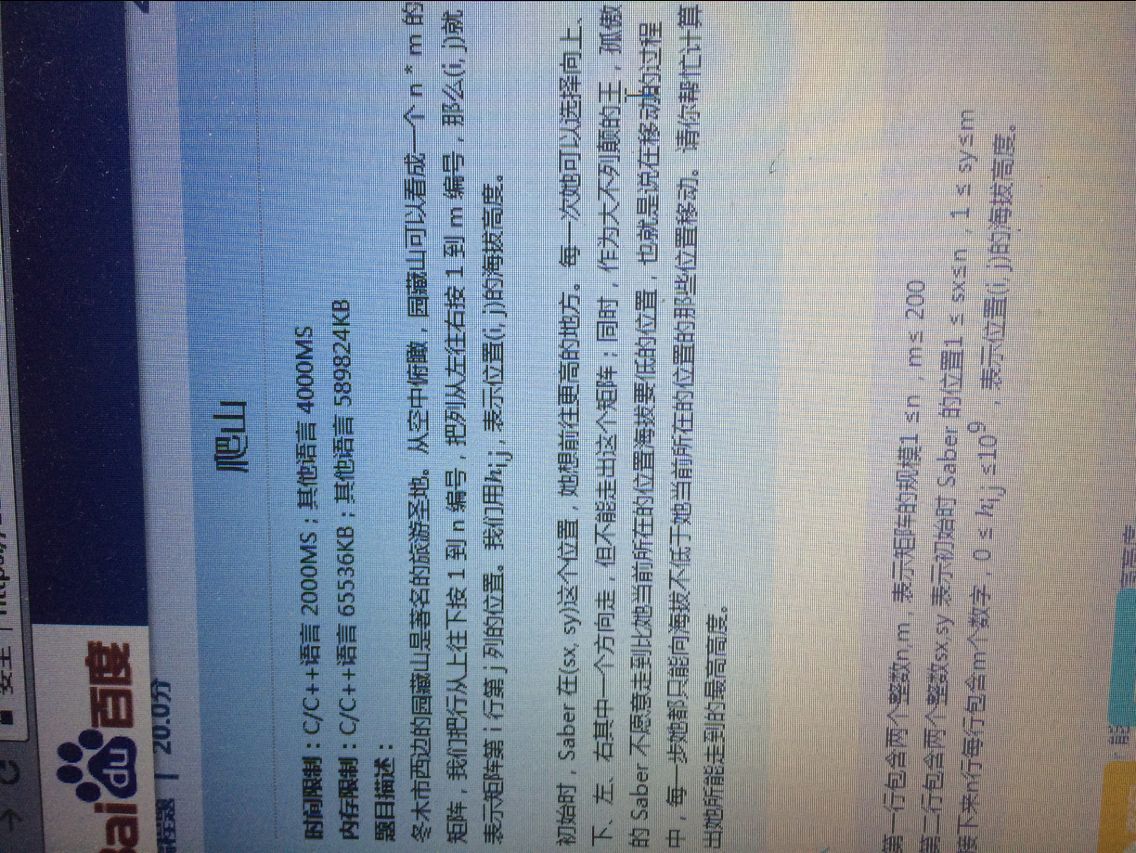 安全
Bai du 百度
20.0分
爬山
时间限制：C/C++语言 2000MS；其他语言 4000MS
内存限制：C/C++语言 65536KB；其他语言 589824KB
题目描述：
冬木市西边的园藏山是著名的旅游圣地。从空中俯瞰，园藏山可以看成一个 n * m 的
矩阵，我们把行从上往下按 1 到 n 编号，把列从左往右按 1 到 m 编号，那么(i, j)就
表示矩阵第 i 行第 j 列的位置。我们用hi,j，表示位置(i, j)的海拔高度。
初始时，Saber 在(sx, sy)这个位置，她想前往更高的地方。每一次她可以选择向上、
下、左、右其中一个方向走，但不能走出这个矩阵；同时，作为大不列颠的王，孤傲
的 Saber 不愿意走到比她当前所在的位置海拔要低的位置，也就是说在移动的过程
中，每一步她都只能向海拔不低于她当前所在的位置的那些位置移动。请你帮忙计算
出她所能走到的最高高度。
第一行包含两个整数n,m，表示矩阵的规模1 ≤ n，m ≤ 200
第二行包含两个整数sx,sy 表示初始时 Saber 的位置1 ≤ sx≤n，1 ≤ sy≤m
接下来n行每行包含m个数字，0 ≤ hi,j ≤10^9，表示位置(i, j)的海拔高度。